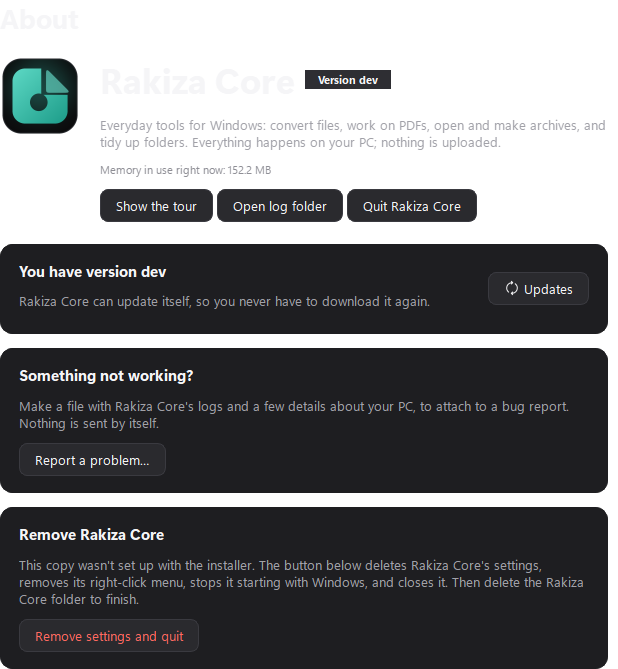 About
Rakiza Core
Version dev
Everyday tools for Windows: convert files, work on PDFs, open and make archives, and
tidy up folders. Everything happens on your PC; nothing is uploaded.
Memory in use right now: 152.2 MB
Show the tour
Open log folder
Quit Rakiza Core
You have version dev
Rakiza Core can update itself, so you never have to download it again.
Updates
Something not working?
Make a file with Rakiza Core's logs and a few details about your PC, to attach to a bug report.
Nothing is sent by itself.
Report a problem...
Remove Rakiza Core
This copy wasn't set up with the installer. The button below deletes Rakiza Core's settings,
removes its right-click menu, stops it starting with Windows, and closes it. Then delete the Rakiza
Core folder to finish.
Remove settings and quit